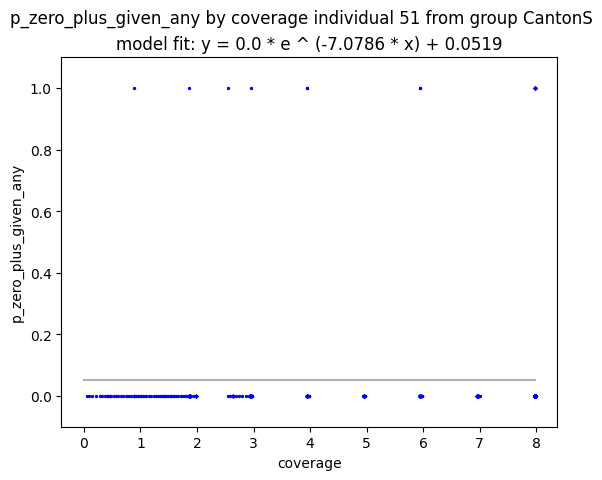 p_zero_plus_given_any by coverage individual 51 from group CantonS
model fit: y = 0.0 * e ^ (-7.0786 * x) + 0.0519
p_zero_plus_given_any
1.0
0.8
0.6
0.4
0.2
0.0
0 1 2 3 4 5 6 7 8
coverage